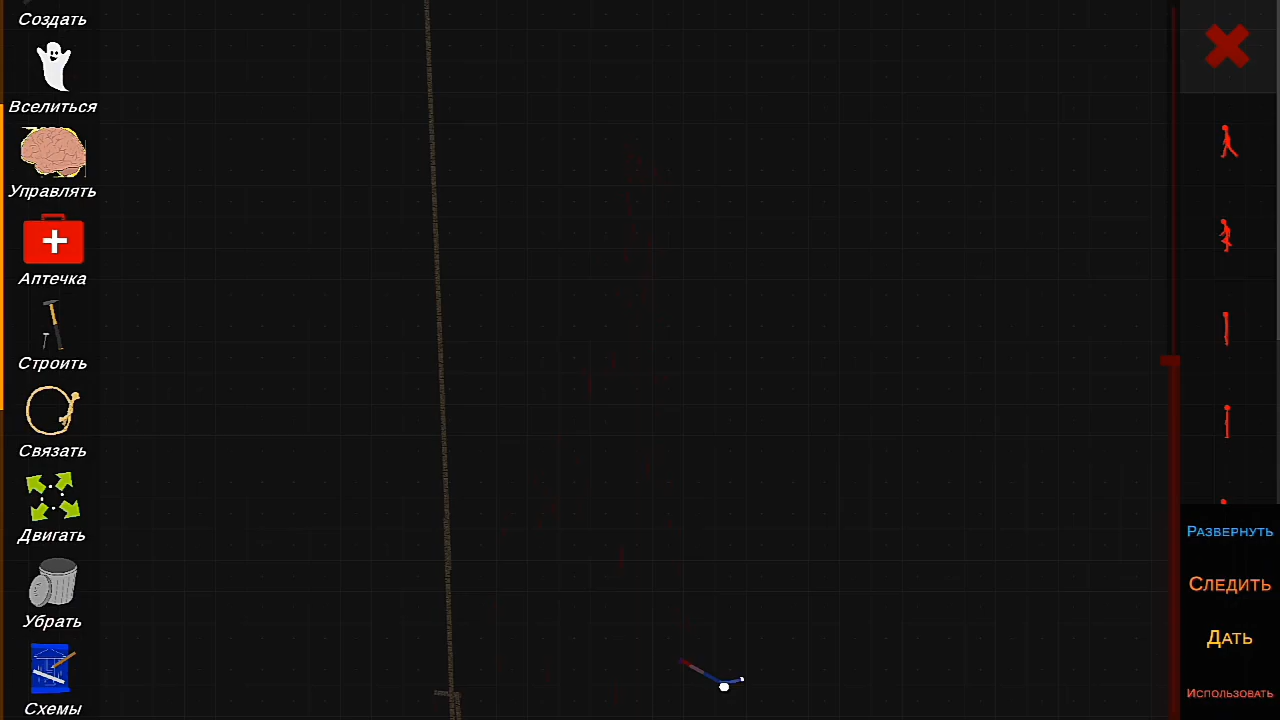 Создать
Вселиться
Управлять
Аптечка
Строить
Связать
Двигать
Убрать
Схемы
Развернуть
Следить
Дать
Использовать